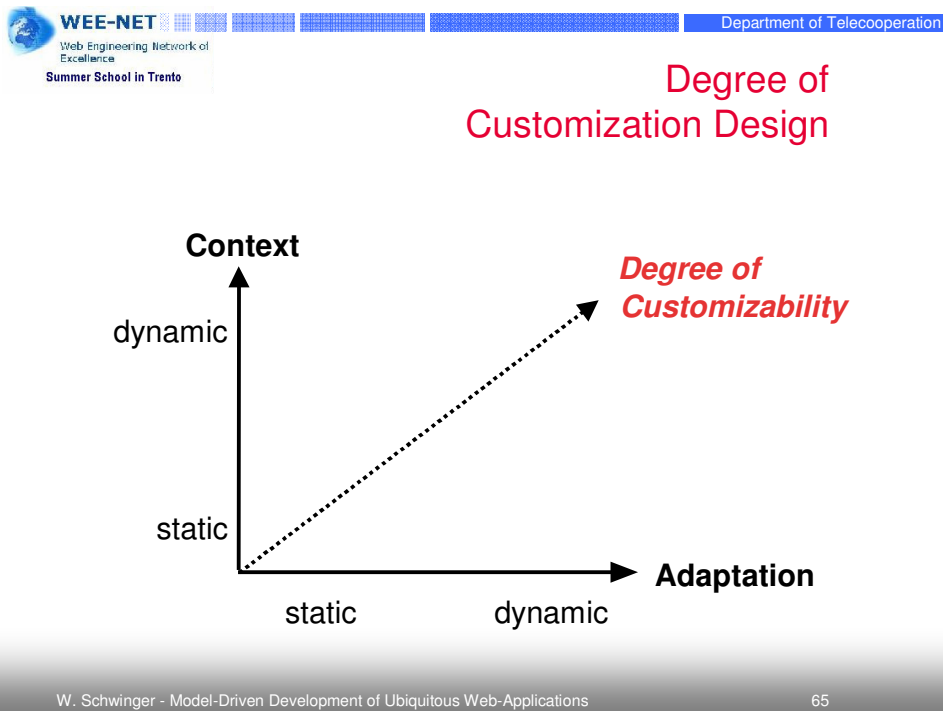 WEE-NET
Department of Telecooperation
Web Engineering Network of
Excellence
Summer School in Trento
Degree of
Customization Design
Context
Degree of
Customizability
dynamic
static
Adaptation
static dynamic
W. Schwinger - Model-Driven Development of Ubiquitous Web-Applications 65